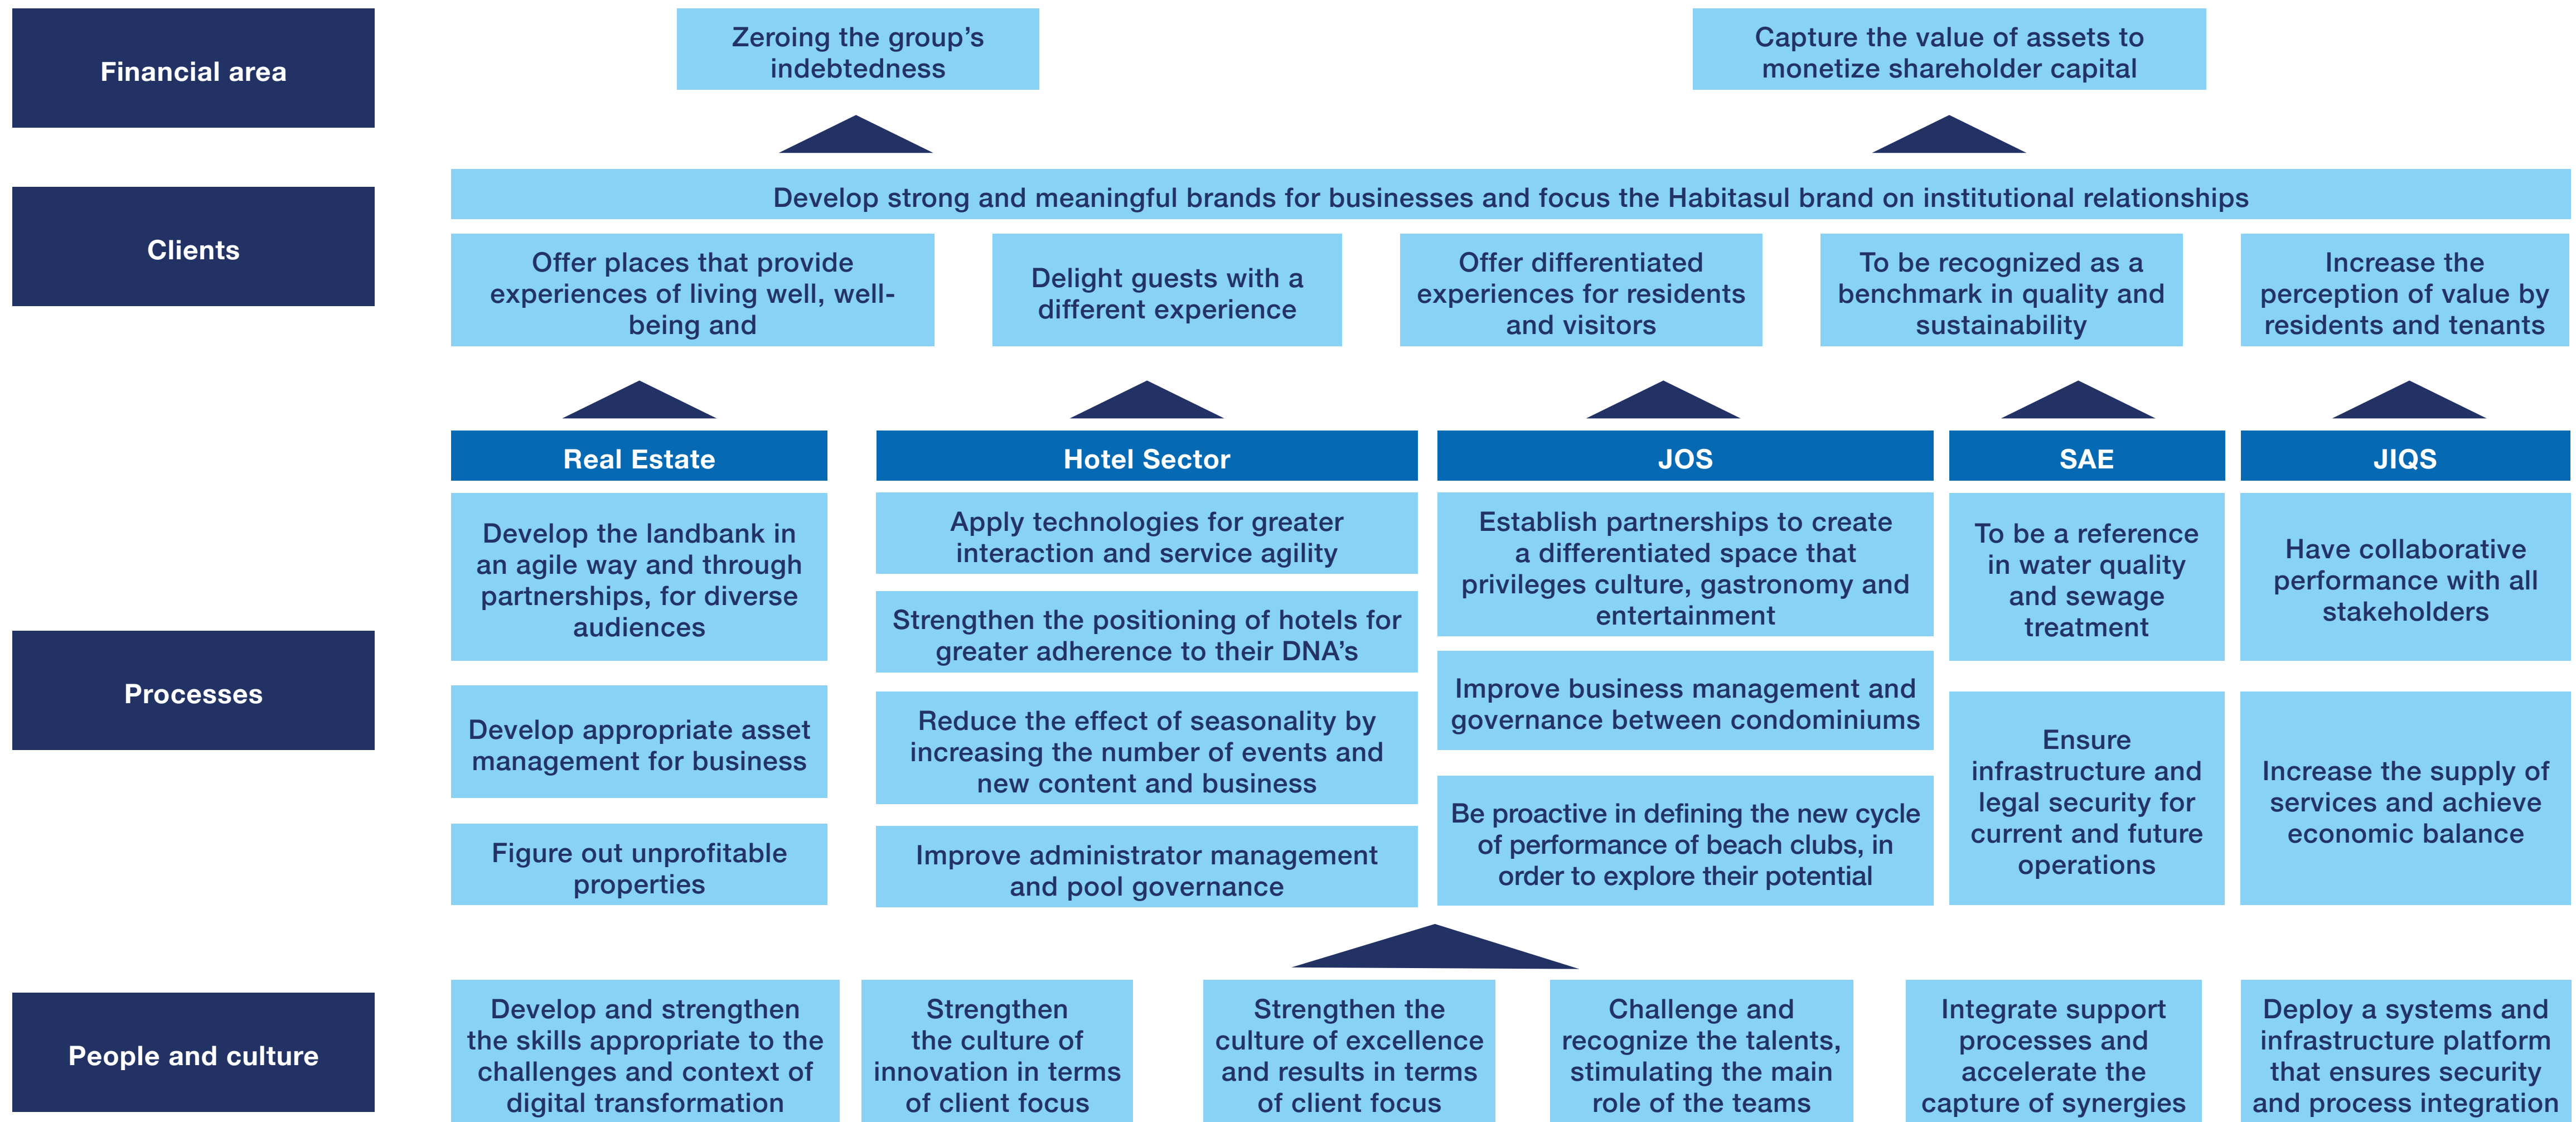 Financial area
Zeroing the group's
indebtedness
Capture the value of assets to
monetize shareholder capital
Clients
Develop strong and meaningful brands for businesses and focus the Habitasul brand on institutional relationships
Offer places that provide
experiences of living well, well-
being and
Delight guests with a
different experience
Offer differentiated
experiences for residents
and visitors
To be recognized as a
benchmark in quality and
sustainability
Increase the
perception of value by
residents and tenants
Processes
Real Estate
Develop the landbank in
an agile way and through
partnerships, for diverse
audiences
Develop appropriate asset
management for business
Figure out unprofitable
properties
Hotel Sector
Apply technologies for greater
interaction and service agility
Strengthen the positioning of hotels for
greater adherence to their DNA's
Reduce the effect of seasonality by
increasing the number of events and
new content and business
Improve administrator management
and pool governance
JOS
Establish partnerships to create
a differentiated space that
privileges culture, gastronomy and
entertainment
Improve business management and
governance between condominiums
Be proactive in defining the new cycle
of performance of beach clubs, in
order to explore their potential
SAE
To be a reference
in water quality
and sewage
treatment
Ensure
infrastructure and
legal security for
current and future
operations
JIQS
Have collaborative
performance with all
stakeholders
Increase the supply of
services and achieve
economic balance
People and culture
Develop and strengthen
the skills appropriate to the
challenges and context of
digital transformation
Strengthen
the culture of
innovation in terms
of client focus
Strengthen the
culture of excellence
and results in terms
of client focus
Challenge and
recognize the talents,
stimulating the main
role of the teams
Integrate support
processes and
accelerate the
capture of synergies
Deploy a systems and
infrastructure platform
that ensures security
and process integration